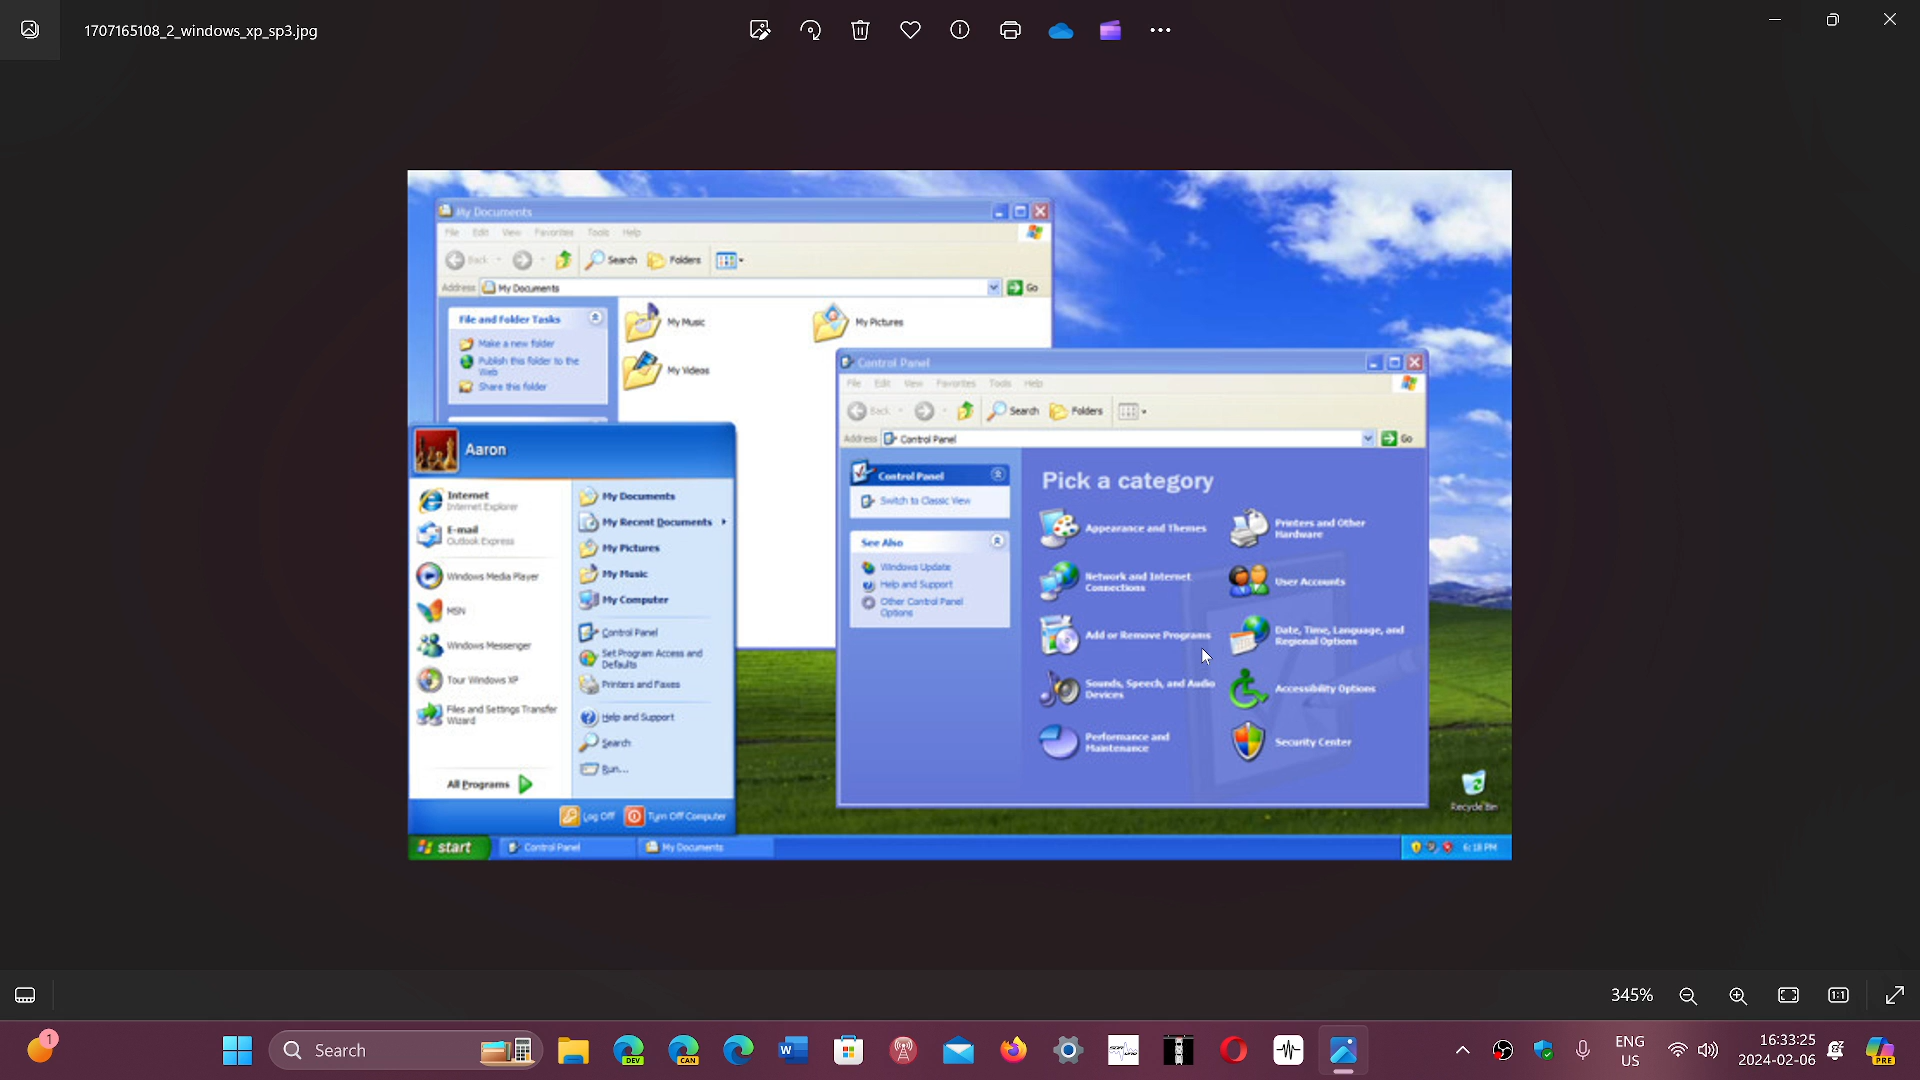 1707165108_2_windows_xp_sp3.jpg
My Documents
File Edit View Favorites Tools Help
Back Search Folders
Address My Documents Go
File and Folder Tasks
Make a new folder
Publish this folder to the
Web
Share this folder
My Music
My Pictures
My Videos
Control Panel
File Edit View Favorites Tools Help
Back Search Folders
Address Control Panel Go
Control Panel
Switch to Classic View
See Also
Windows Update
Help and Support
Other Control Panel
Options
Pick a category
Appearance and Themes
Printers and Other
Hardware
Network and Internet
Connections
User Accounts
Add or Remove Programs
Date, Time, Language, and
Regional Options
Sounds, Speech, and Audio
Devices
Accessibility Options
Performance and
Maintenance
Security Center
Aaron
Internet
Internet Explorer
E-mail
Outlook Express
Windows Media Player
MSN
Windows Messenger
Tour Windows XP
Files and Settings Transfer
Wizard
All Programs
My Documents
My Recent Documents
My Pictures
My Music
My Computer
Control Panel
Set Program Access and
Defaults
Printers and Faxes
Help and Support
Search
Run...
Log Off Turn Off Computer
Recycle Bin
start Control Panel My Documents 6:18 PM
345%
1:1
1
Search
DEV
CAN
ENG
US
16:33:25
2024-02-06
PRE